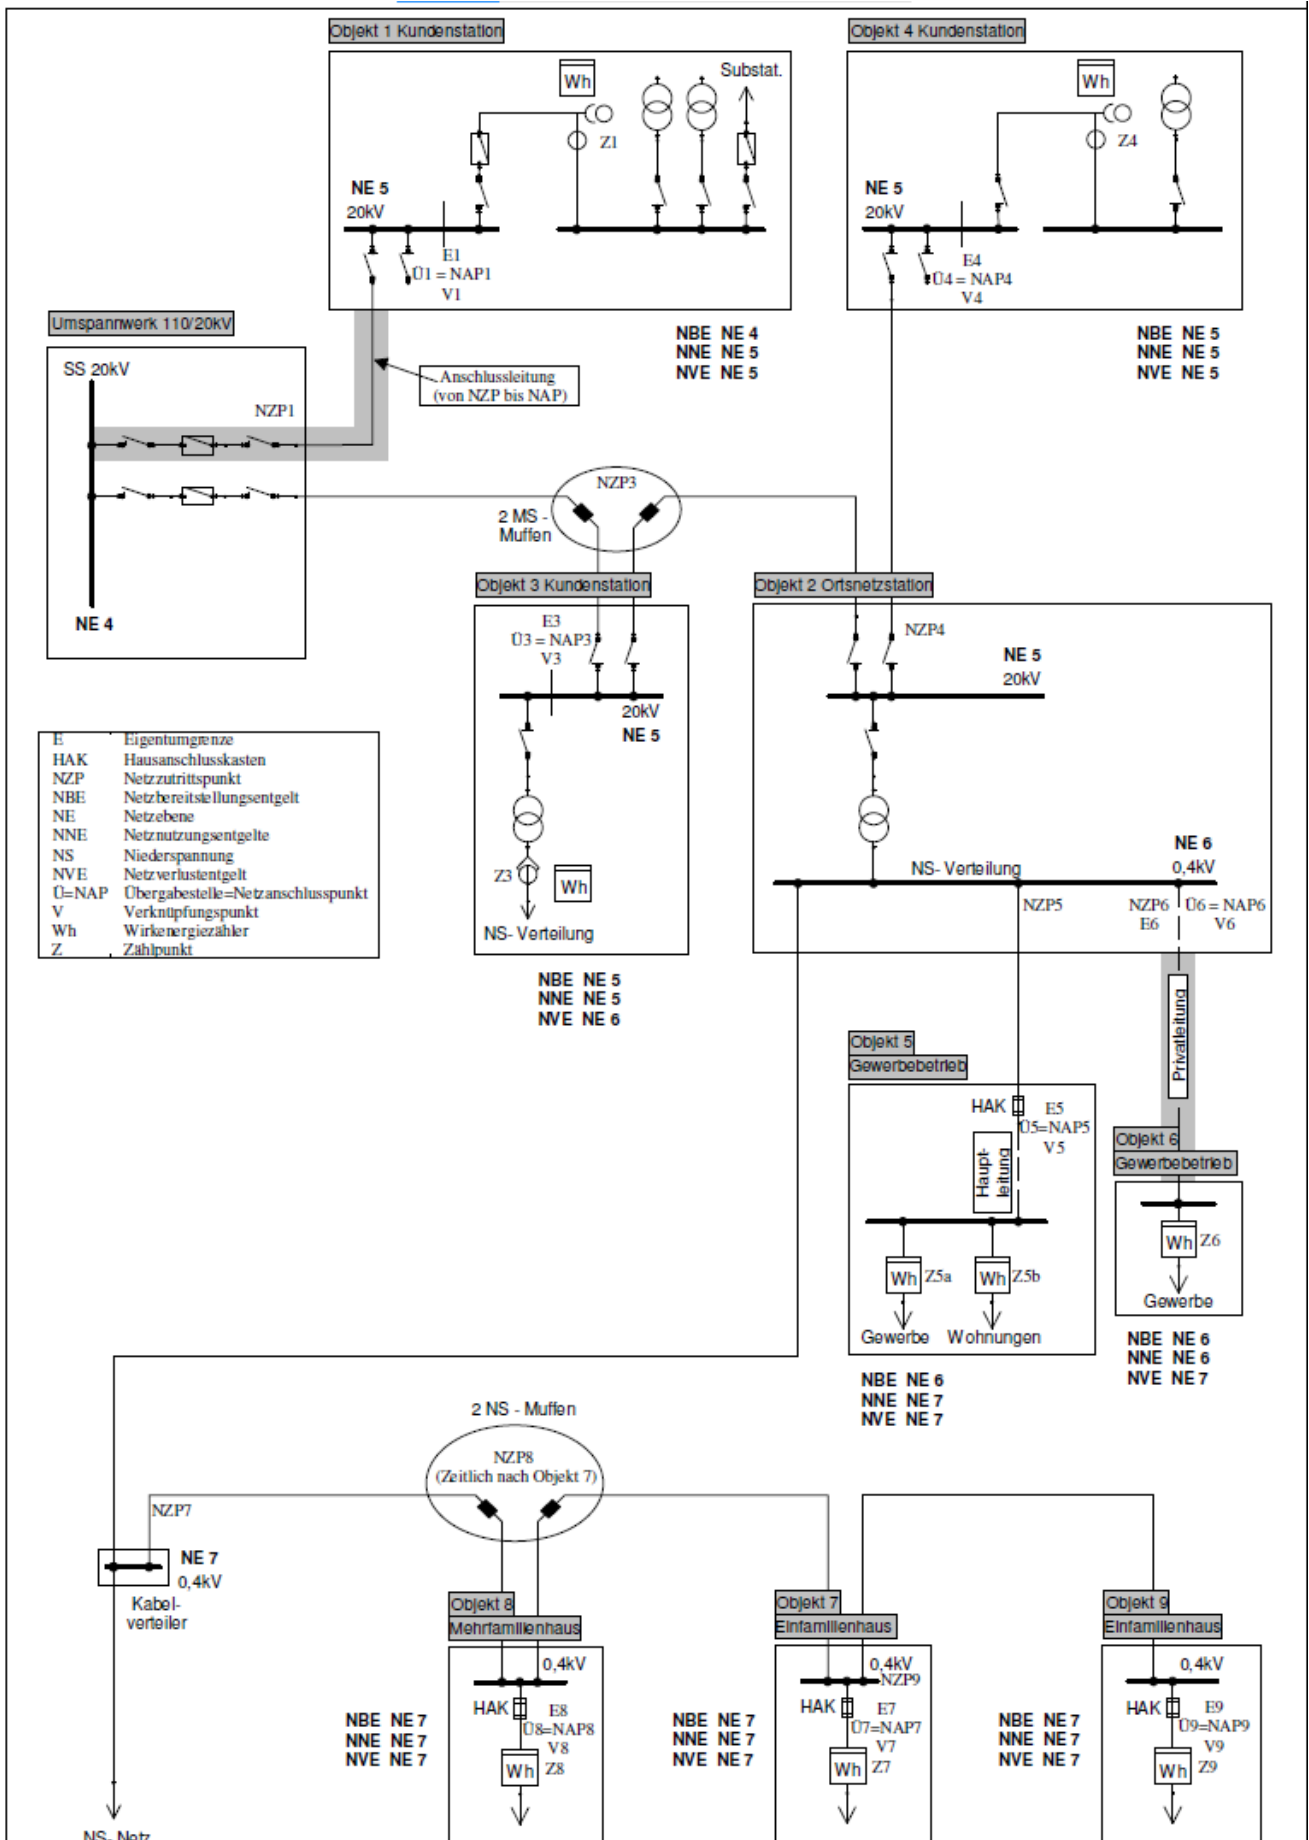 Objekt 1 Kundenstation
Wh
Substat.
Z1
NE 5
20kV
E1
Ü1 = NAP1
V1
NBE NE 4
NNE NE 5
NVE NE 5
Objekt 4 Kundenstation
Wh
Z4
NE 5
20kV
E4
Ü4 = NAP4
V4
NBE NE 5
NNE NE 5
NVE NE 5
Umspannwerk 110/20kV
SS 20kV
NZP1
NE 4
Anschlussleitung
(von NZP bis NAP)
NZP3
2 MS -
Muffen
Objekt 3 Kundenstation
E3
Ü3 = NAP3
V3
20kV
NE 5
Z3
Wh
NS- Verteilung
NBE NE 5
NNE NE 5
NVE NE 6
Objekt 2 Ortsnetzstation
NZP4
NE 5
20kV
NE 6
0,4kV
NS- Verteilung
NZP5
NZP6
E6
Ü6 = NAP6
V6
E Eigentumgrenze
HAK Hausanschlusskasten
NZP Netzzutrittspunkt
NBE Netzbereitstellungsentgelt
NE Netzebene
NNE Netznutzungsentgelte
NS Niederspannung
NVE Netzverlustentgelt
Ü=NAP Übergabestelle=Netzanschlusspunkt
V Verknüpfungspunkt
Wh Wirkenergiezähler
Z Zählpunkt
Privatleitung
Objekt 5
Gewerbebetrieb
HAK
E5
Ü5=NAP5
V5
Haupt-
leitung
Wh Z5a
Wh Z5b
Gewerbe
Wohnungen
NBE NE 6
NNE NE 7
NVE NE 7
Objekt 6
Gewerbebetrieb
Wh Z6
Gewerbe
NBE NE 6
NNE NE 6
NVE NE 7
2 NS - Muffen
NZP8
(Zeitlich nach Objekt 7)
NZP7
NE 7
0,4kV
Kabel-
verteiler
NS- Netz
Objekt 8
Mehrfamilienhaus
0,4kV
HAK
E8
Ü8=NAP8
V8
Wh Z8
NBE NE 7
NNE NE 7
NVE NE 7
Objekt 7
Einfamilienhaus
0,4kV
NZP9
HAK
E7
Ü7=NAP7
V7
Wh Z7
NBE NE 7
NNE NE 7
NVE NE 7
Objekt 9
Einfamilienhaus
0,4kV
HAK
E9
Ü9=NAP9
V9
Wh Z9
NBE NE 7
NNE NE 7
NVE NE 7